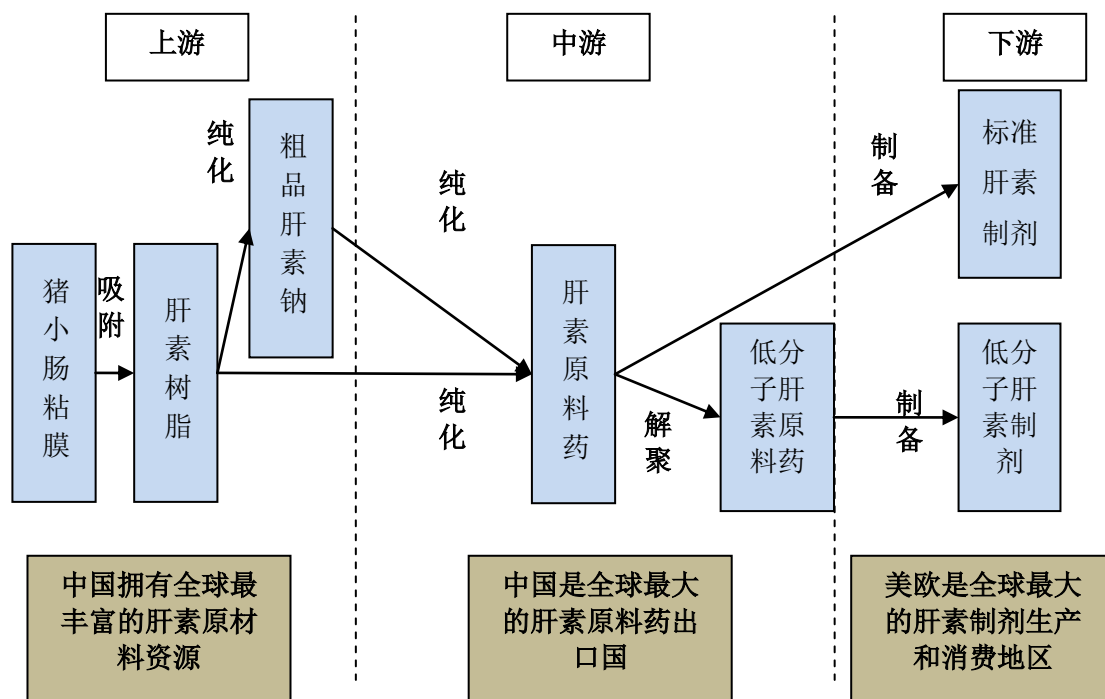 上游
中游
下游
纯化
粗品肝素钠
纯化
制备
标准
肝素
制剂
猪小肠粘膜
吸附
肝素树脂
纯化
肝素原料药
解聚
低分
子肝
素原
料药
制备
低分
子肝
素制
剂
中国拥有全球最
丰富的肝素原材
料资源
中国是全球最大
的肝素原料药出
口国
美欧是全球最大
的肝素制剂生产
和消费地区